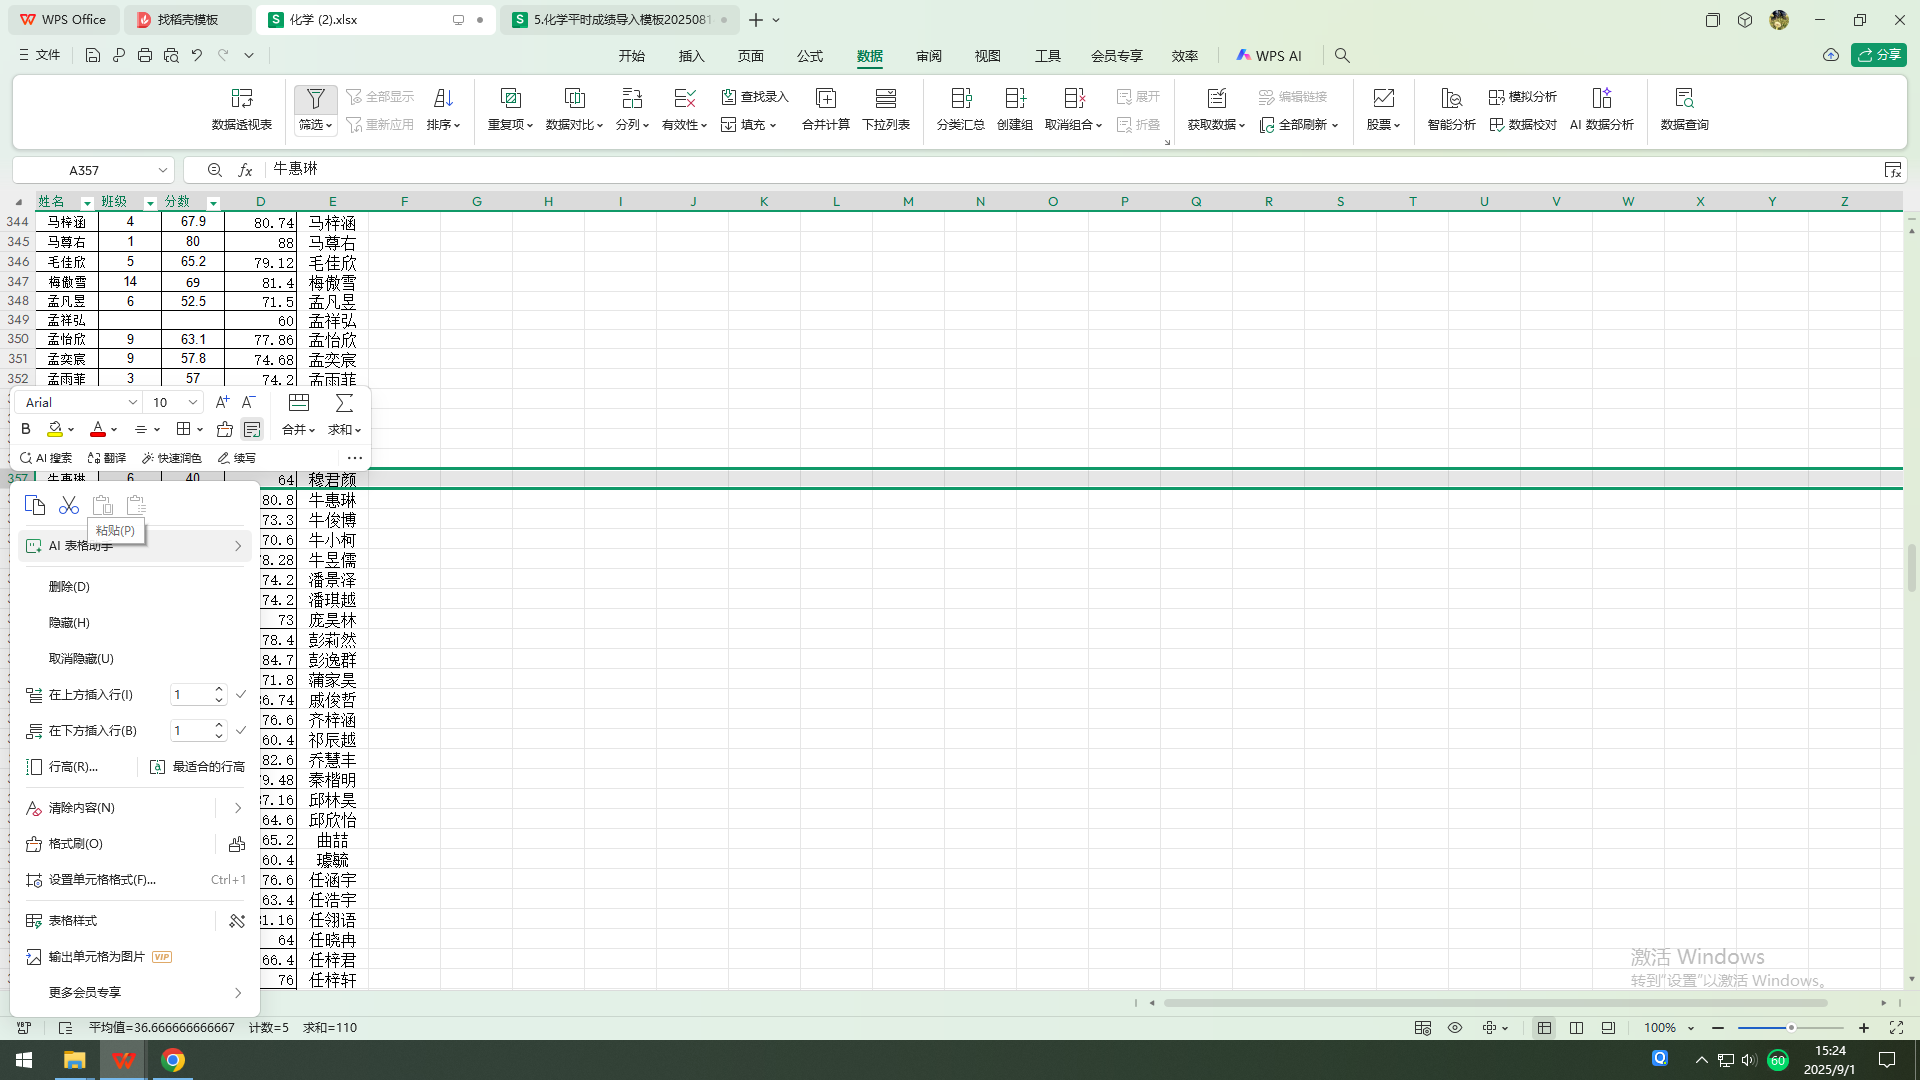 WPS Office
找稻壳模板
化学 (2).xlsx
5.化学平时成绩导入模板2025081
文件
开始 插入 页面 公式 数据 审阅 视图 工具 会员专享 效率 WPS AI
分享
数据透视表
筛选
全部显示
重新应用
排序
重复项
数据对比
分列
有效性
查找录入
填充
合并计算
下拉列表
分类汇总
创建组
取消组合
展开
折叠
获取数据
编辑链接
全部刷新
股票
智能分析
模拟分析
数据校对
AI 数据分析
数据查询
A357
fx
牛惠琳
姓名 班级 分数 D E F G H I J K L M N O P Q R S T U V W X Y Z
344 马梓涵 4 67.9 80.74 马梓涵
345 马尊右 1 80 88 马尊右
346 毛佳欣 5 65.2 79.12 毛佳欣
347 梅傲雪 14 69 81.4 梅傲雪
348 孟凡昱 6 52.5 71.5 孟凡昱
349 孟祥弘 60 孟祥弘
350 孟怡欣 9 63.1 77.86 孟怡欣
351 孟奕宸 9 57.8 74.68 孟奕宸
352 孟雨菲 3 57 74.2 孟雨菲
Arial 10 A+ A-
B A 合并 求和
AI 搜索 翻译 快速润色 续写
357 牛惠琳 6 40 64 穆君颜
80.8 牛惠琳
73.3 牛俊博
70.6 牛小柯
8.28 牛昱儒
74.2 潘景泽
74.2 潘琪越
73 庞昊林
78.4 彭莉然
84.7 彭逸群
71.8 蒲家昊
6.74 戚俊哲
76.6 齐梓涵
60.4 祁辰越
82.6 乔慧丰
9.48 秦楷明
7.16 邱林昊
64.6 邱欣怡
65.2 曲喆
60.4 璩毓
76.6 任涵宇
63.4 任浩宇
1.16 任翎语
64 任晓冉
66.4 任梓君
76 任梓轩
粘贴(P)
AI 表格助手
删除(D)
隐藏(H)
取消隐藏(U)
在上方插入行(I) 1
在下方插入行(B) 1
行高(R)... 最适合的行高
清除内容(N)
格式刷(O)
设置单元格格式(F)... Ctrl+1
表格样式
输出单元格为图片 VIP
更多会员专享
激活 Windows
转到“设置”以激活 Windows。
平均值=36.666666666667 计数=5 求和=110
100%
60
15:24
2025/9/1